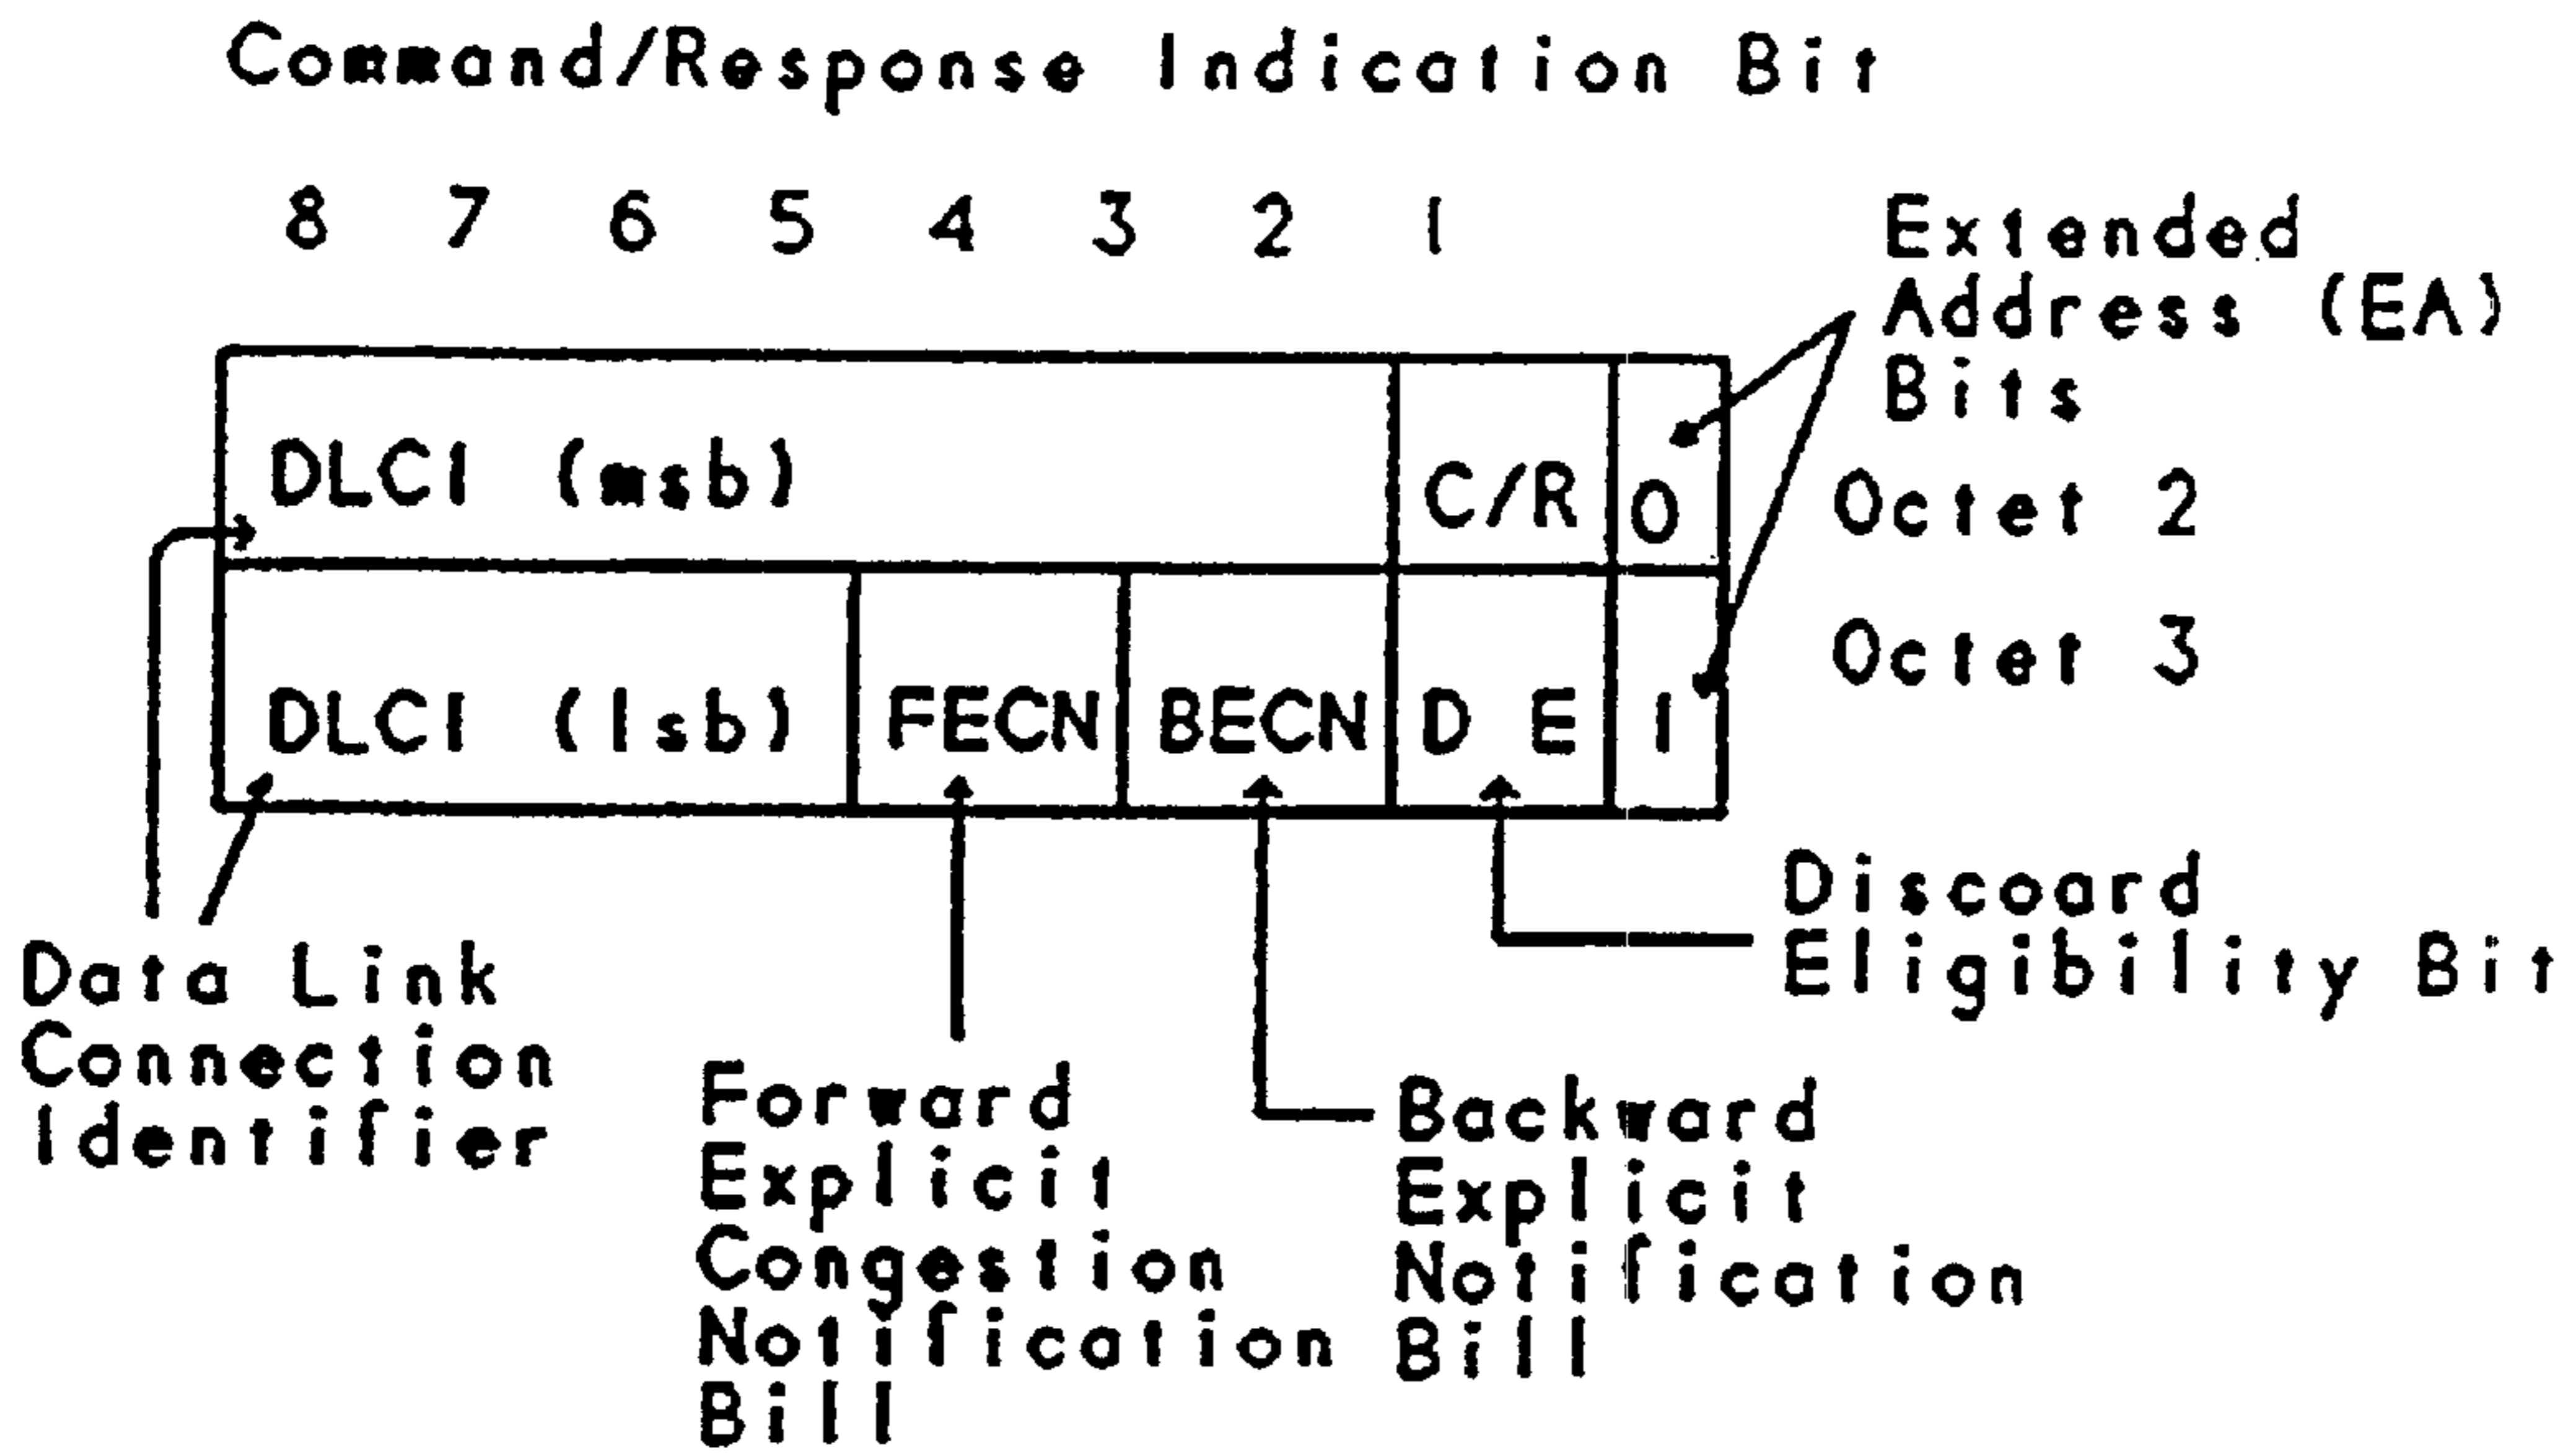 Command/Response Indication Bit
8 7 6 5 4 3 2 1
Extended
Address (EA)
Bits
DLCI (msb) C/R 0
Octet 2
DLCI (lsb) FECN BECN D E 1
Octet 3
Data Link
Connection
Identifier
Forward
Explicit
Congestion
Notification
Bill
Backward
Explicit
Notification
Bill
Discoard
Eligibility Bit